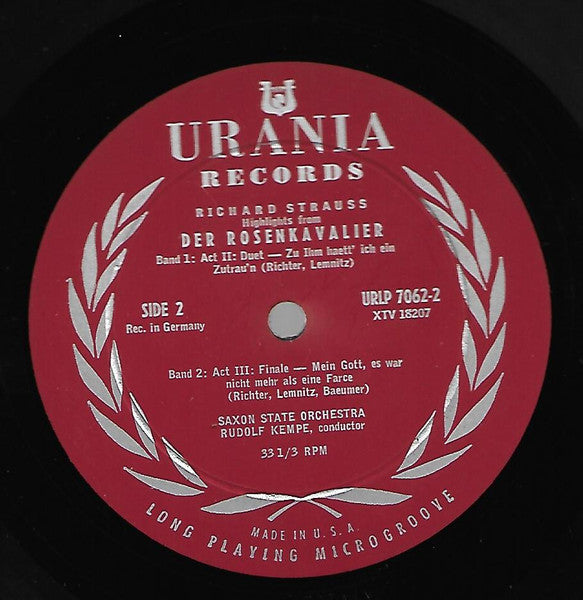 URANIA
RECORDS
RICHARD STRAUSS
Highlights from
DER ROSENKAVALIER
Band 1: Act II: Duet — Zu Ihm haett' ich ein
Zutrau'n (Richter, Lemnitz)
SIDE 2
Rec. in Germany
URLP 7062-2
XTV 18207
Band 2: Act III: Finale — Mein Gott, es war
nicht mehr als eine Farce
(Richter, Lemnitz, Baeumer)
SAXON STATE ORCHESTRA
RUDOLF KEMPE, conductor
33 1/3 RPM
MADE IN U. S. A.
LONG PLAYING MICROGROOVE